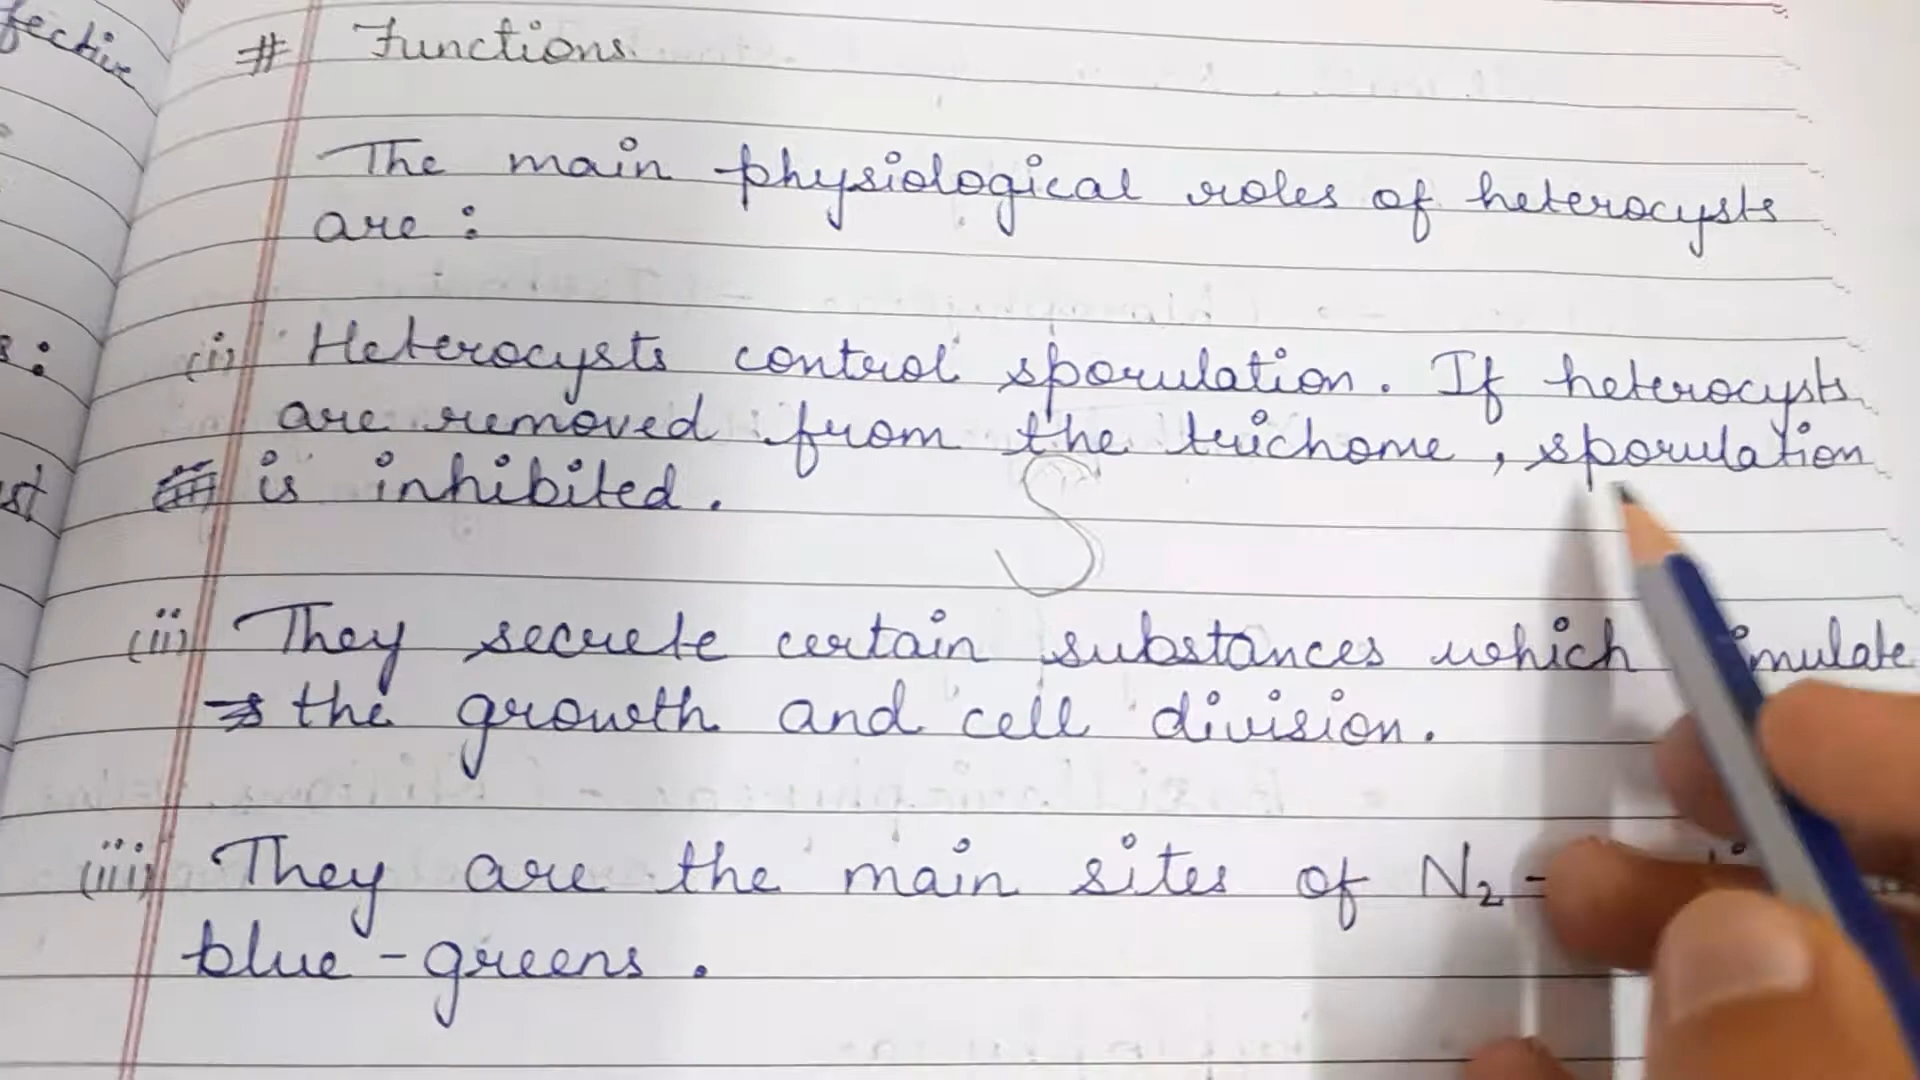 fective
# Functions.
The main physiological roles of heterocysts
are :
(i) Heterocysts control sporulation. If heterocysts
are removed from the trichome, sporulation
is inhibited.
S
(ii) They secrete certain substances which
the growth and cell division.
(iii) They are the main sites of N₂ -
blue - greens.